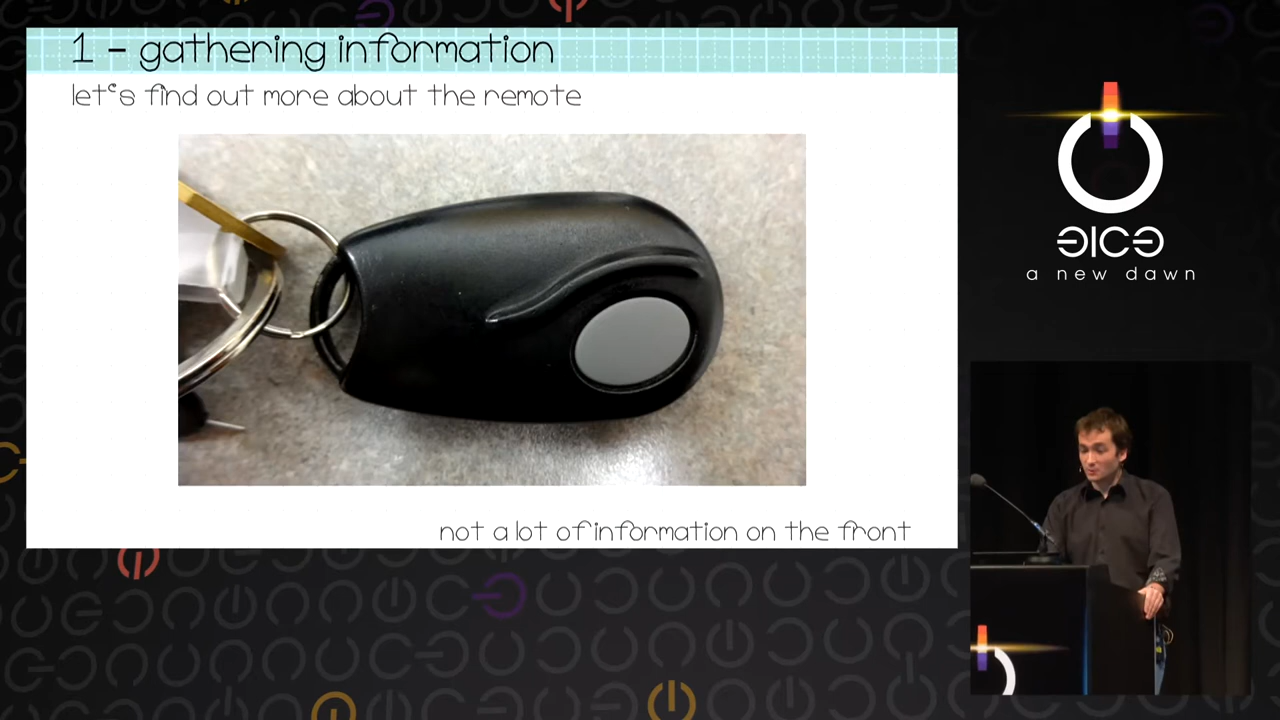 1 - gathering information
let's find out more about the remote
not a lot of information on the front
31C3
a new dawn